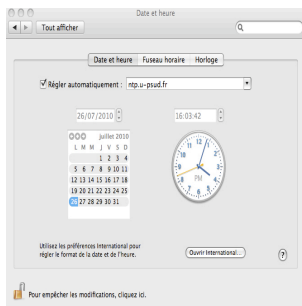 Date et heure
Tout afficher
Date et heure Fuseau horaire Horloge
Régler automatiquement : ntp.u-psud.fr
26/07/2010 16:03:42
juillet 2010
L M M J V S D
1 2 3 4
5 6 7 8 9 10 11
12 13 14 15 16 17 18
19 20 21 22 23 24 25
26 27 28 29 30 31
12 1 2 3 4 5 6 7 8 9 10 11
PM
Utilisez les préférences International pour
régler le format de la date et de l'heure.
Ouvrir International...
?
Pour empêcher les modifications, cliquez ici.